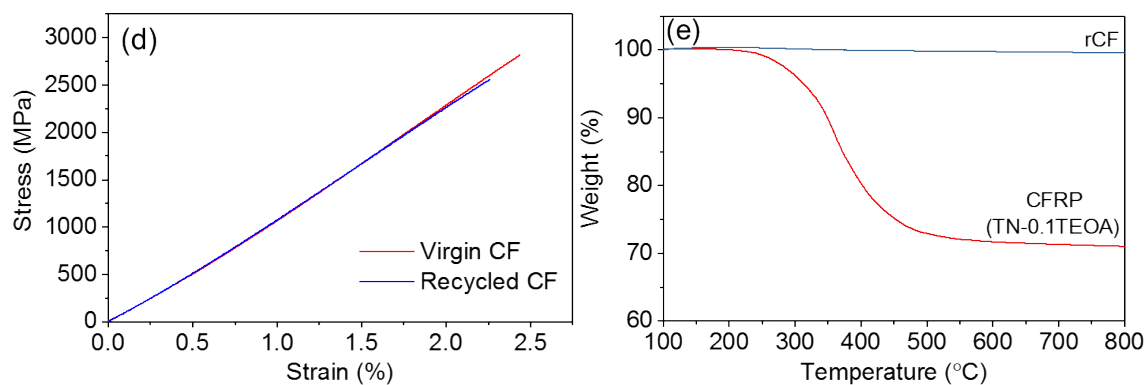 (d)
3000
2500
2000
1500
1000
500
0
Stress (MPa)
0.0 0.5 1.0 1.5 2.0 2.5
Strain (%)
Virgin CF
Recycled CF
(e)
100
90
80
70
60
Weight (%)
rCF
CFRP
(TN-0.1TEOA)
100 200 300 400 500 600 700 800
Temperature (°C)